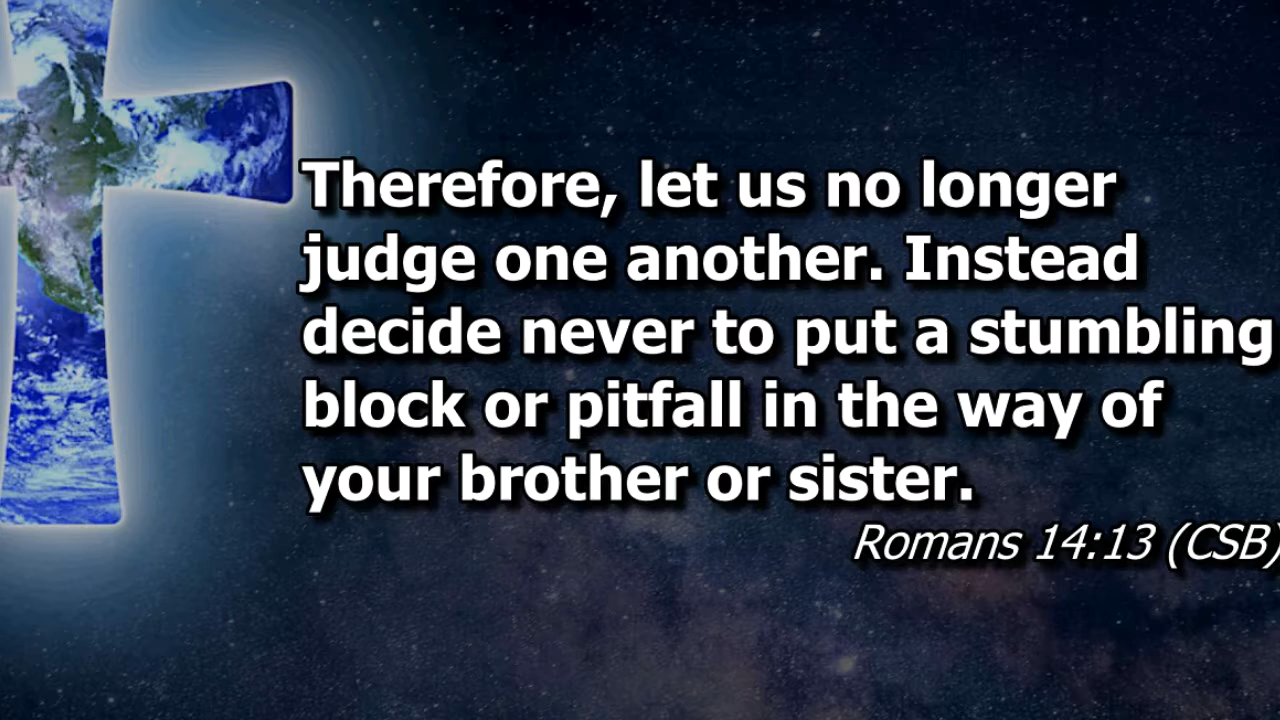 Therefore, let us no longer
judge one another. Instead
decide never to put a stumbling
block or pitfall in the way of
your brother or sister.
Romans 14:13 (CSB)